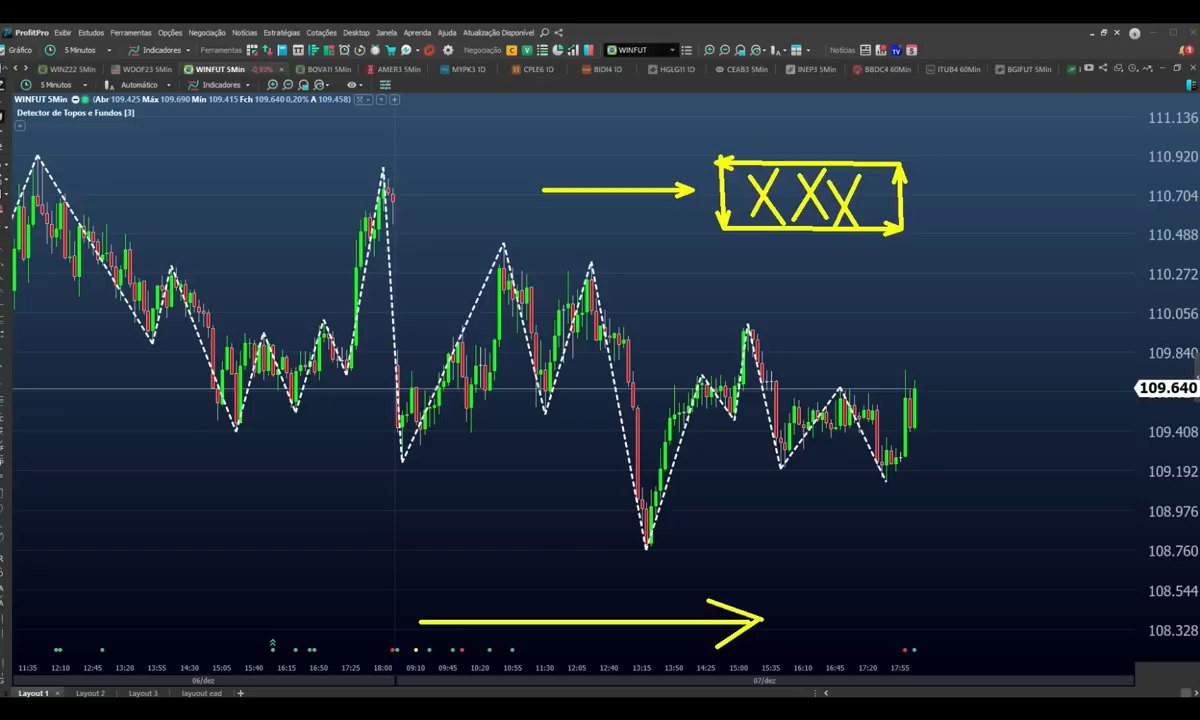 ProfitPro Exibir Estudos Ferramentas Opções Negociação Notícias Estratégias Cotações Desktop Janela Aprenda Ajuda Atualização Disponível
Gráfico 5 Minutos Indicadores Ferramentas Negociação WINFUT Notícias
WINZ22 5Min WDOF23 5Min WINFUT 5Min -0,93% BOVA11 5Min AMER3 5Min MYPK3 1D CPLE6 1D BIDI4 1D HGLG11 1D CEAB3 5Min INEP3 5Min BBDC4 60Min ITUB4 60Min BGIFUT 5Min
5 Minutos Automático Indicadores
WINFUT 5Min (Abr 109.425 Máx 109.690 Mín 109.415 Fch 109.640 0,20% A 109.458)
Detector de Topos e Fundos [3]
111.136
110.920
XXX
110.704
110.488
110.272
110.056
109.840
109.640
109.408
109.192
108.976
108.760
108.544
108.328
11:35 12:10 12:45 13:20 13:55 14:30 15:05 15:40 16:15 16:50 17:25 18:00 09:10 09:45 10:20 10:55 11:30 12:05 12:40 13:15 13:50 14:25 15:00 15:35 16:10 16:45 17:20 17:55
06/dez 07/dez
Layout 1 Layout 2 Layout 3 layuout ead